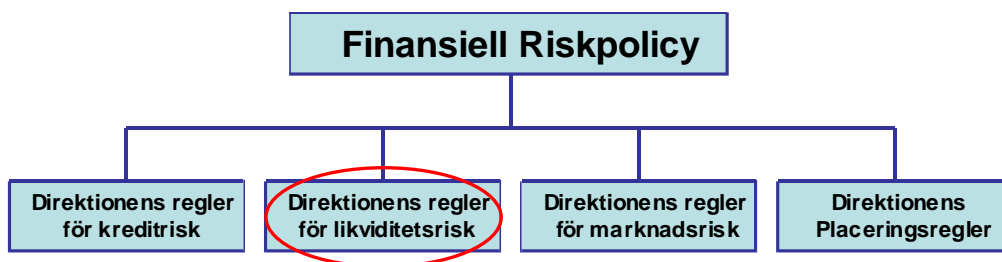 Finansiell Riskpolicy
Direktionens regler
för kreditrisk
Direktionens regler
för likviditetsrisk
Direktionens regler
för marknadsrisk
Direktionens
Placeringsregler